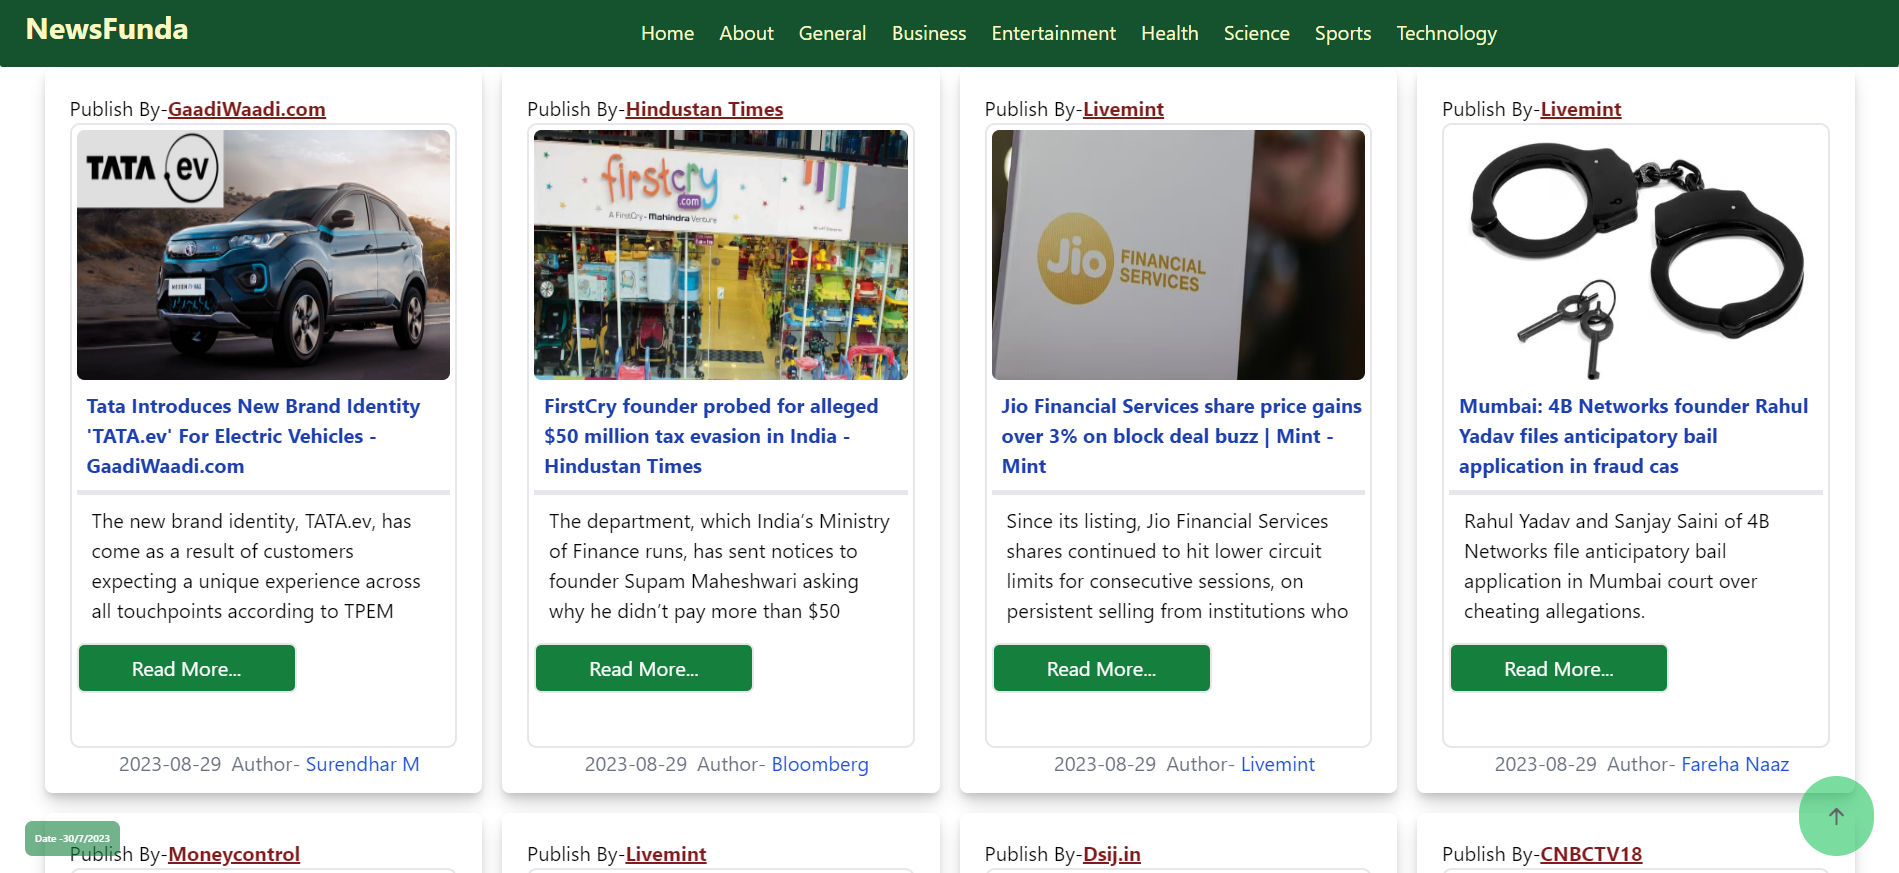 NewsFunda
Home About General Business Entertainment Health Science Sports Technology
Publish By-GaadiWaadi.com
TATA .ev
Tata Introduces New Brand Identity
'TATA.ev' For Electric Vehicles -
GaadiWaadi.com
The new brand identity, TATA.ev, has
come as a result of customers
expecting a unique experience across
all touchpoints according to TPEM
Read More...
2023-08-29 Author- Surendhar M
Publish By-Hindustan Times
firstcry
.com
A FirstCry - Mahindra Venture
FirstCry founder probed for alleged
$50 million tax evasion in India -
Hindustan Times
The department, which India’s Ministry
of Finance runs, has sent notices to
founder Supam Maheshwari asking
why he didn’t pay more than $50
Read More...
2023-08-29 Author- Bloomberg
Publish By-Livemint
Jio FINANCIAL
SERVICES
Jio Financial Services share price gains
over 3% on block deal buzz | Mint -
Mint
Since its listing, Jio Financial Services
shares continued to hit lower circuit
limits for consecutive sessions, on
persistent selling from institutions who
Read More...
2023-08-29 Author- Livemint
Publish By-Livemint
Mumbai: 4B Networks founder Rahul
Yadav files anticipatory bail
application in fraud cas
Rahul Yadav and Sanjay Saini of 4B
Networks file anticipatory bail
application in Mumbai court over
cheating allegations.
Read More...
2023-08-29 Author- Fareha Naaz
Date -30/7/2023
Publish By-Moneycontrol
Publish By-Livemint
Publish By-Dsij.in
Publish By-CNBCTV18